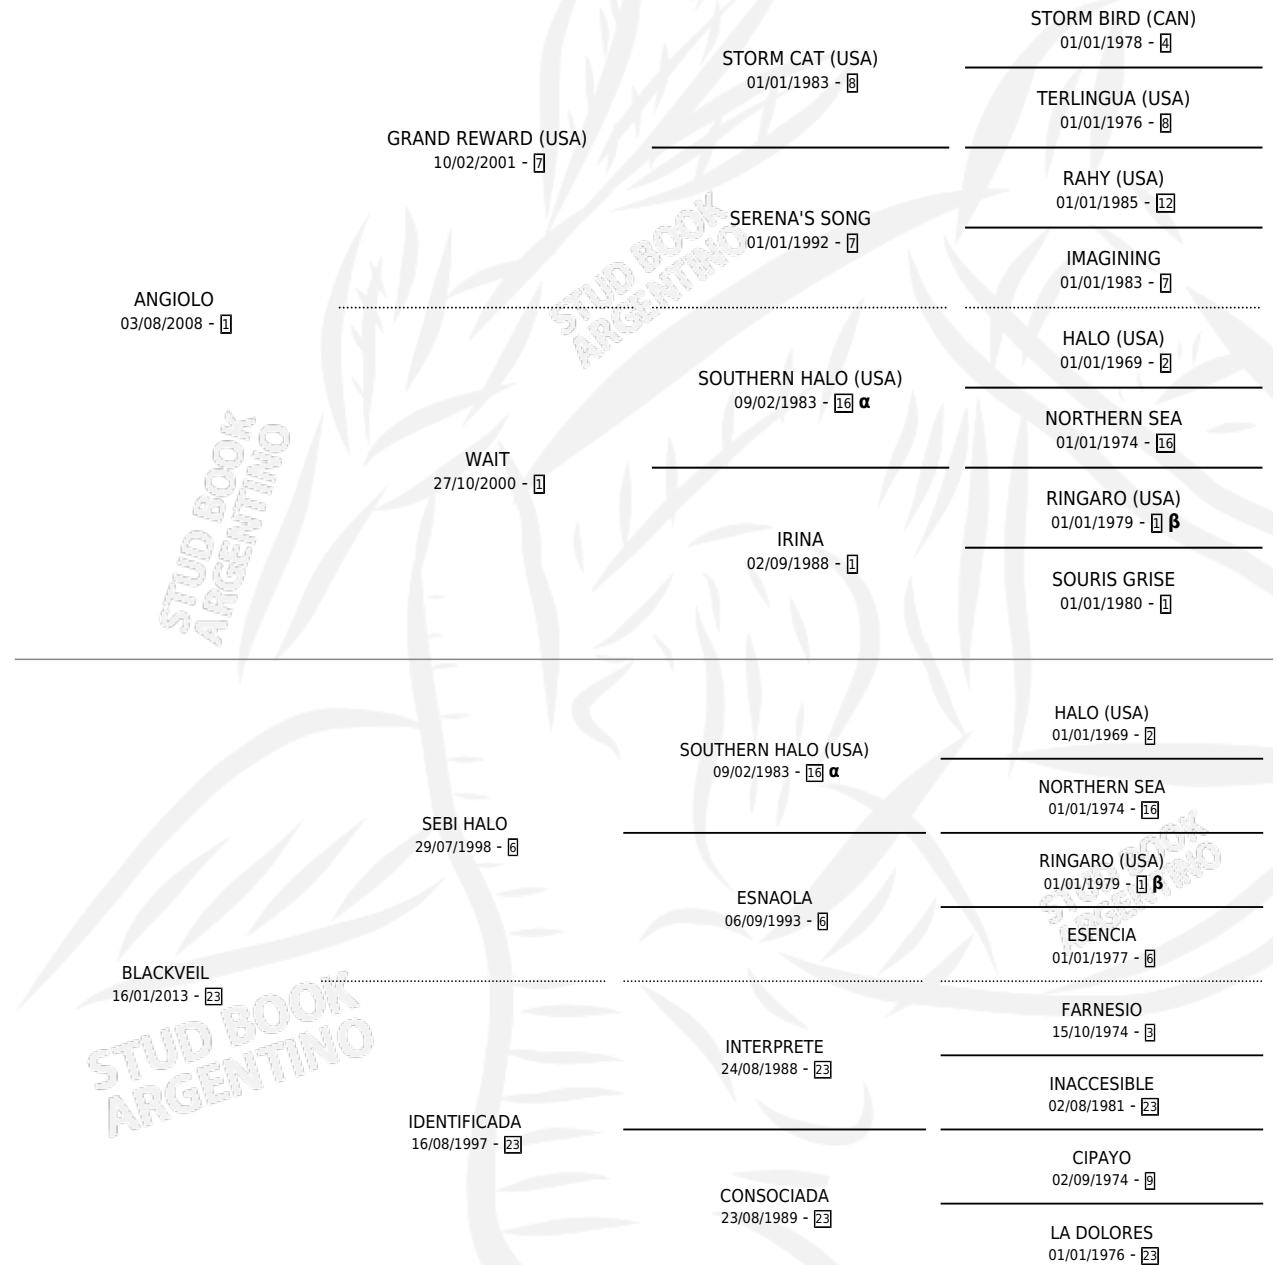 STORM BIRD (CAN)
01/01/1978 - 4
STORM CAT (USA)
01/01/1983 - 8
TERLINGUA (USA)
01/01/1976 - 8
GRAND REWARD (USA)
10/02/2001 - 7
RAHY (USA)
01/01/1985 - 12
SERENA'S SONG
01/01/1992 - 7
IMAGINING
01/01/1983 - 7
ANGIOLO
03/08/2008 - 1
HALO (USA)
01/01/1969 - 2
SOUTHERN HALO (USA)
09/02/1983 - 16 α
NORTHERN SEA
01/01/1974 - 16
WAIT
27/10/2000 - 1
RINGARO (USA)
01/01/1979 - 1 β
IRINA
02/09/1988 - 1
SOURIS GRISE
01/01/1980 - 1
HALO (USA)
01/01/1969 - 2
SOUTHERN HALO (USA)
09/02/1983 - 16 α
NORTHERN SEA
01/01/1974 - 16
SEBI HALO
29/07/1998 - 6
RINGARO (USA)
01/01/1979 - 1 β
ESNAOLA
06/09/1993 - 6
ESENCIA
01/01/1977 - 6
BLACKVEIL
16/01/2013 - 23
FARNESIO
15/10/1974 - 3
INTERPRETE
24/08/1988 - 23
INACCESIBLE
02/08/1981 - 23
IDENTIFICADA
16/08/1997 - 23
CIPAYO
02/09/1974 - 9
CONSOCIADA
23/08/1989 - 23
LA DOLORES
01/01/1976 - 23
STUD BOOK
ARGENTINO
STUD BOOK
ARGENTINO
STUD BOOK
ARGENTINO
STUD BOOK
ARGENTINO